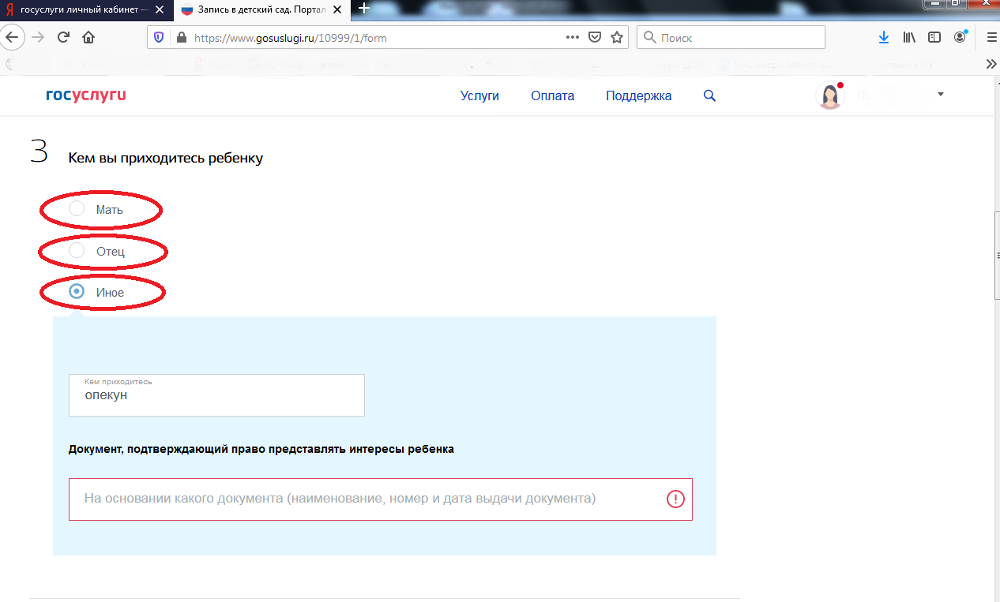 госуслуги личный кабинет —
Запись в детский сад. Портал
https://www.gosuslugi.ru/10999/1/form
Поиск
госуслуги
Услуги
Оплата
Поддержка
3
Кем вы приходитесь ребенку
Мать
Отец
Иное
Кем приходитесь
опекун
Документ, подтверждающий право представлять интересы ребенка
На основании какого документа (наименование, номер и дата выдачи документа)